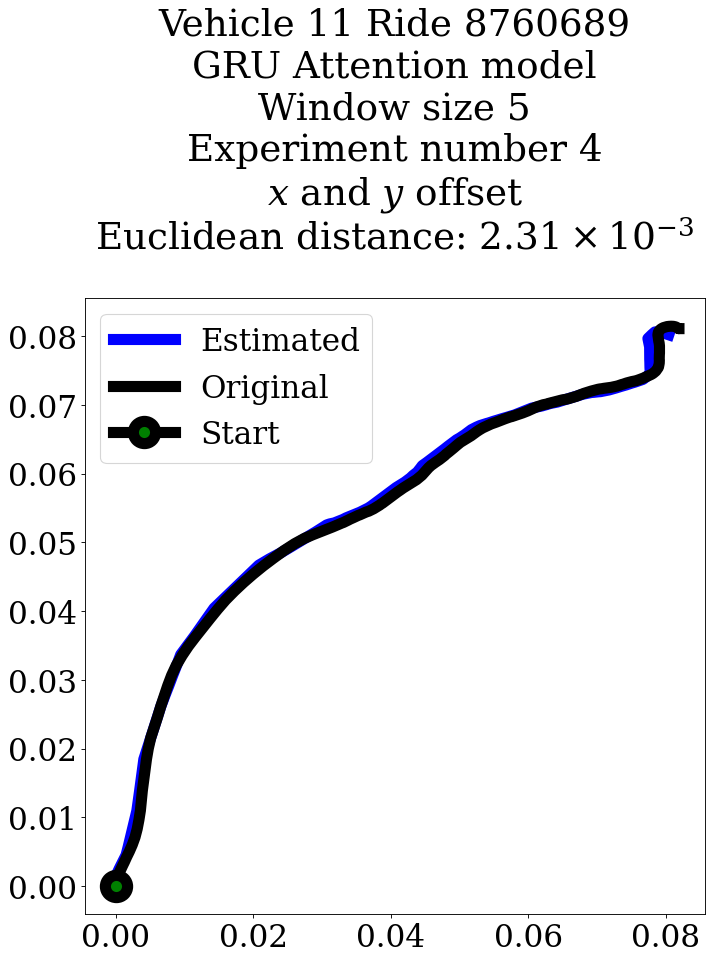 Vehicle 11 Ride 8760689
GRU Attention model
Window size 5
Experiment number 4
x and y offset
Euclidean distance: 2.31 × 10⁻³
Estimated
Original
Start
0.08
0.07
0.06
0.05
0.04
0.03
0.02
0.01
0.00
0.00 0.02 0.04 0.06 0.08